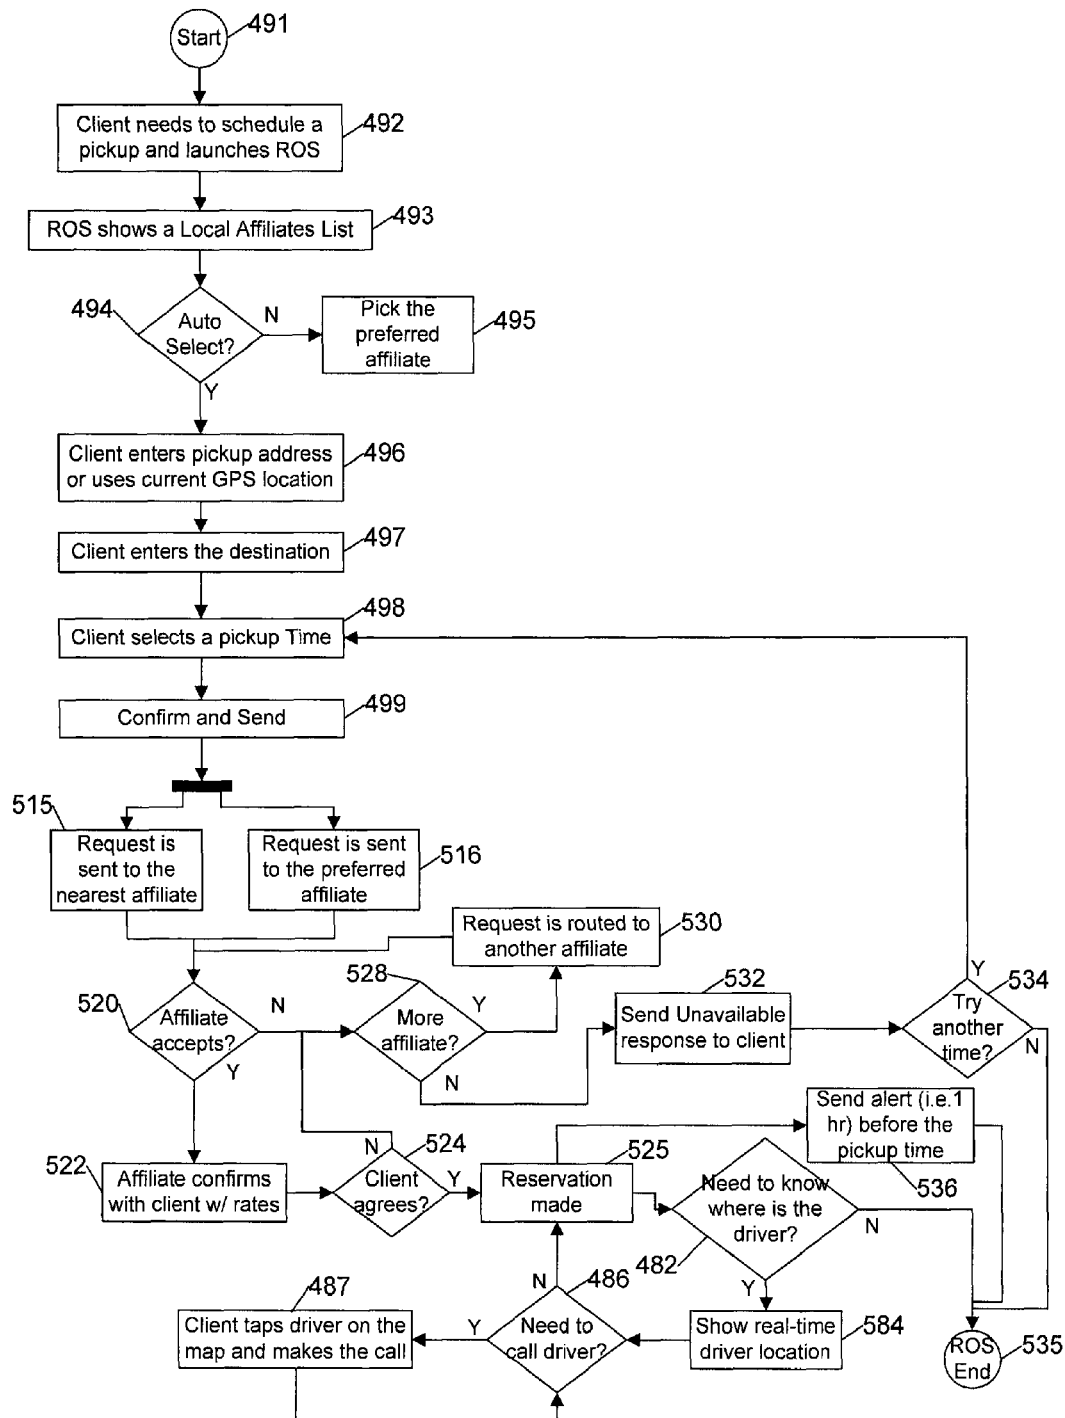 Start
491
Client needs to schedule a
pickup and launches ROS
492
ROS shows a Local Affiliates List
493
494
Auto
Select?
N
Y
Pick the
preferred
affiliate
495
Client enters pickup address
or uses current GPS location
496
Client enters the destination
497
Client selects a pickup Time
498
Confirm and Send
499
515
Request is
sent to the
nearest affiliate
Request is sent
to the preferred
affiliate
516
Request is routed to
another affiliate
530
520
Affiliate
accepts?
N
Y
528
More
affiliate?
Y
N
532
Send Unavailable
response to client
534
Try
another
time?
Y
N
522
Affiliate confirms
with client w/ rates
524
Client
agrees?
N
Y
525
Reservation
made
Send alert (i.e.1
hr) before the
pickup time
536
Need to know
where is the
driver?
482
N
Y
487
Client taps driver on the
map and makes the call
Y
N
486
Need to
call driver?
Show real-time
driver location
584
ROS
End
535